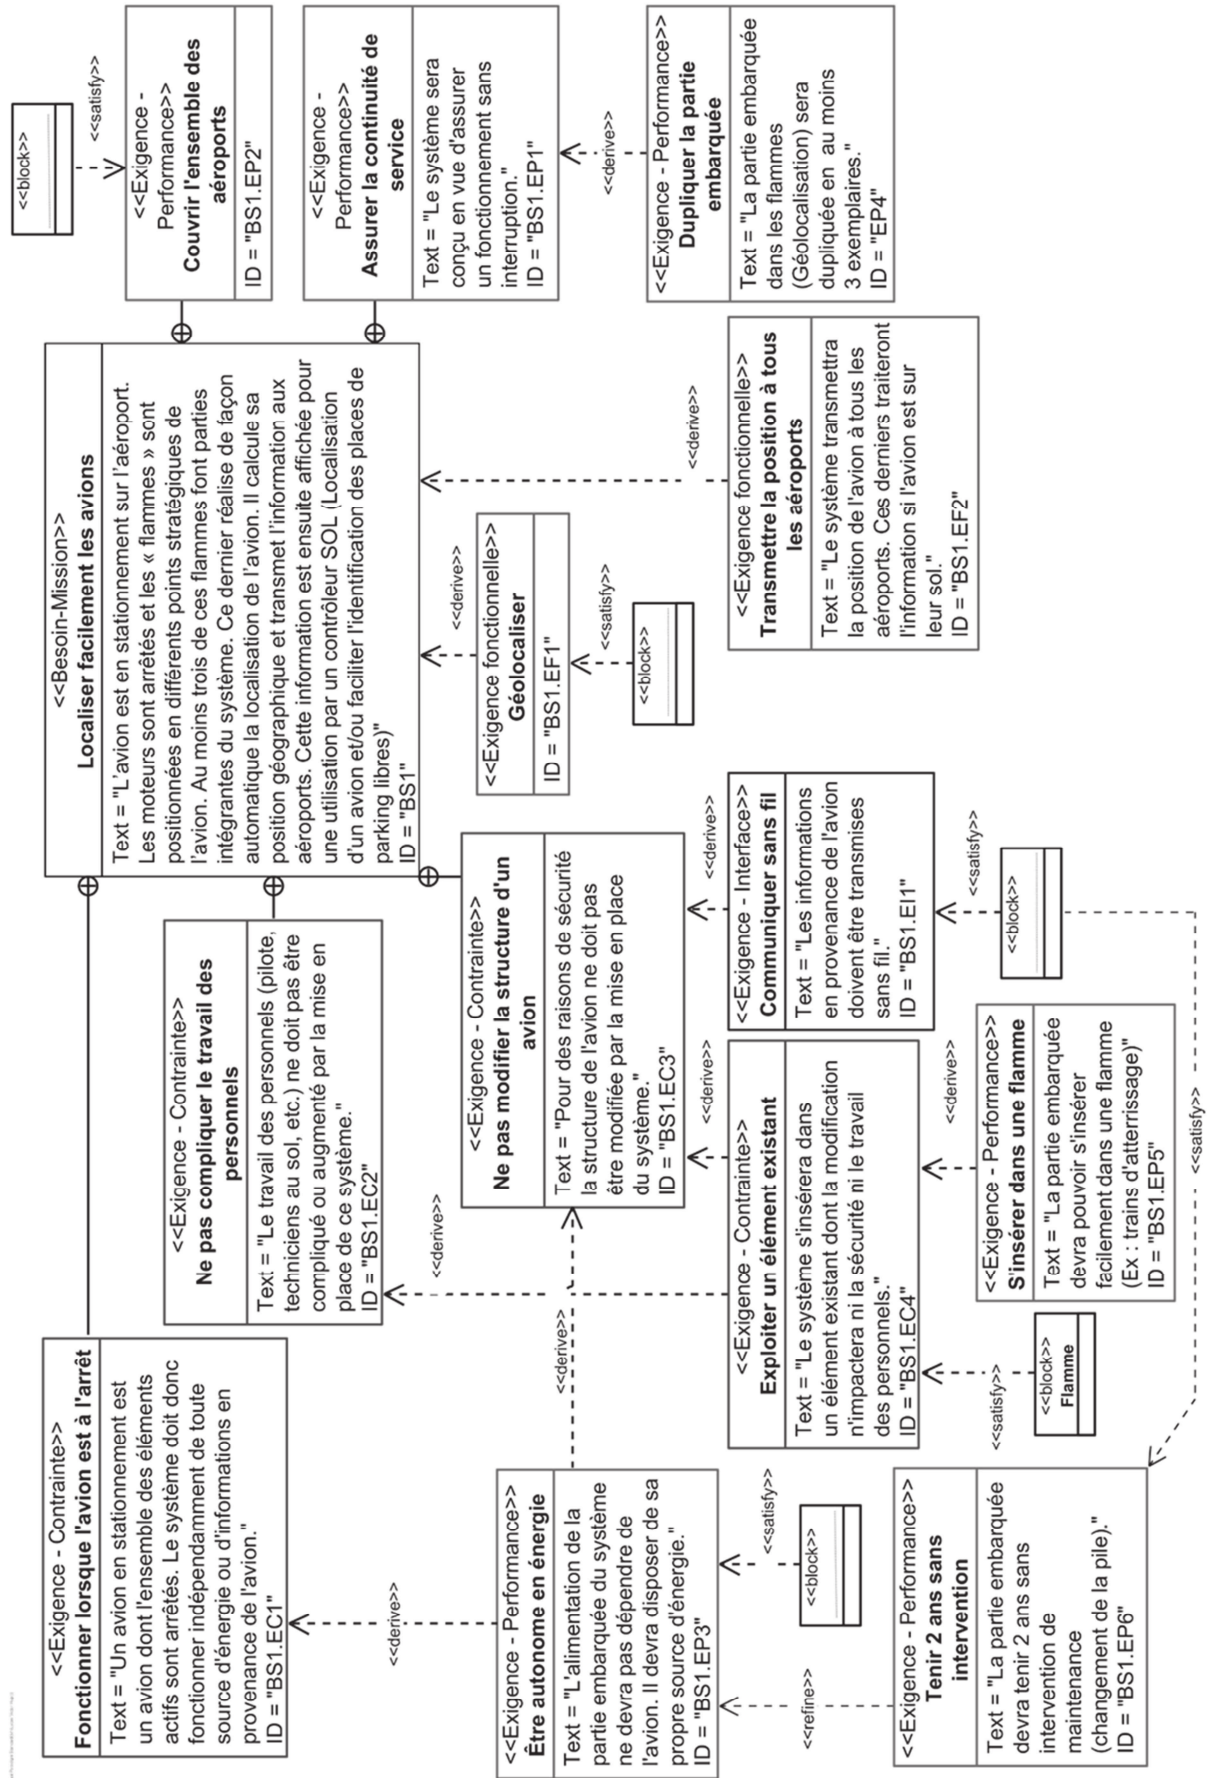 <<Besoin-Mission>>
Localiser facilement les avions
Text = "L'avion est en stationnement sur l'aéroport.
Les moteurs sont arrêtés et les « flammes » sont
positionnées en différents points stratégiques de
l'avion. Au moins trois de ces flammes font parties
intégrantes du système. Ce dernier réalise de façon
automatique la localisation de l'avion. Il calcule sa
position géographique et transmet l'information aux
aéroports. Cette information est ensuite affichée pour
une utilisation par un contrôleur SOL (Localisation
d'un avion et/ou faciliter l'identification des places de
parking libres)"
ID = "BS1"
<<block>>
<<satisfy>>
<<Exigence -
Performance>>
Couvrir l'ensemble des
aéroports
ID = "BS1.EP2"
<<Exigence -
Performance>>
Assurer la continuité de
service
Text = "Le système sera
conçu en vue d'assurer
un fonctionnement sans
interruption."
ID = "BS1.EP1"
<<derive>>
<<Exigence - Performance>>
Dupliquer la partie
embarquée
Text = "La partie embarquée
dans les flammes
(Géolocalisation) sera
dupliquée en au moins
3 exemplaires."
ID = "EP4"
<<Exigence - Contrainte>>
Fonctionner lorsque l'avion est à l'arrêt
Text = "Un avion en stationnement est
un avion dont l'ensemble des éléments
actifs sont arrêtés. Le système doit donc
fonctionner indépendamment de toute
source d'énergie ou d'informations en
provenance de l'avion."
ID = "BS1.EC1"
<<Exigence - Contrainte>>
Ne pas compliquer le travail des
personnels
Text = "Le travail des personnels (pilote,
techniciens au sol, etc.) ne doit pas être
compliqué ou augmenté par la mise en
place de ce système."
ID = "BS1.EC2"
<<Exigence - Contrainte>>
Ne pas modifier la structure d'un
avion
Text = "Pour des raisons de sécurité
la structure de l'avion ne doit pas
être modifiée par la mise en place
du système."
ID = "BS1.EC3"
<<derive>>
<<Exigence fonctionnelle>>
Géolocaliser
ID = "BS1.EF1"
<<satisfy>>
<<block>>
<<derive>>
<<Exigence fonctionnelle>>
Transmettre la position à tous
les aéroports
Text = "Le système transmettra
la position de l'avion à tous les
aéroports. Ces derniers traiteront
l'information si l'avion est sur
leur sol."
ID = "BS1.EF2"
<<derive>>
<<derive>>
<<derive>>
<<derive>>
<<derive>>
<<Exigence - Performance>>
Être autonome en énergie
Text = "L'alimentation de la
partie embarquée du système
ne devra pas dépendre de
l'avion. Il devra disposer de sa
propre source d'énergie."
ID = "BS1.EP3"
<<Exigence - Contrainte>>
Exploiter un élément existant
Text = "Le système s'insérera dans
un élément existant dont la modification
n'impactera ni la sécurité ni le travail
des personnels."
ID = "BS1.EC4"
<<Exigence - Interface>>
Communiquer sans fil
Text = "Les informations
en provenance de l'avion
doivent être transmises
sans fil."
ID = "BS1.EI1"
<<refine>>
<<satisfy>>
<<block>>
<<satisfy>>
<<block>>
Flamme
<<derive>>
<<satisfy>>
<<block>>
<<Exigence - Performance>>
Tenir 2 ans sans
intervention
Text = "La partie embarquée
devra tenir 2 ans sans
intervention de
maintenance
(changement de la pile)."
ID = "BS1.EP6"
<<Exigence - Performance>>
S'insérer dans une flamme
Text = "La partie embarquée
devra pouvoir s'insérer
facilement dans une flamme
(Ex : trains d'atterrissage)"
ID = "BS1.EP5"
<<satisfy>>